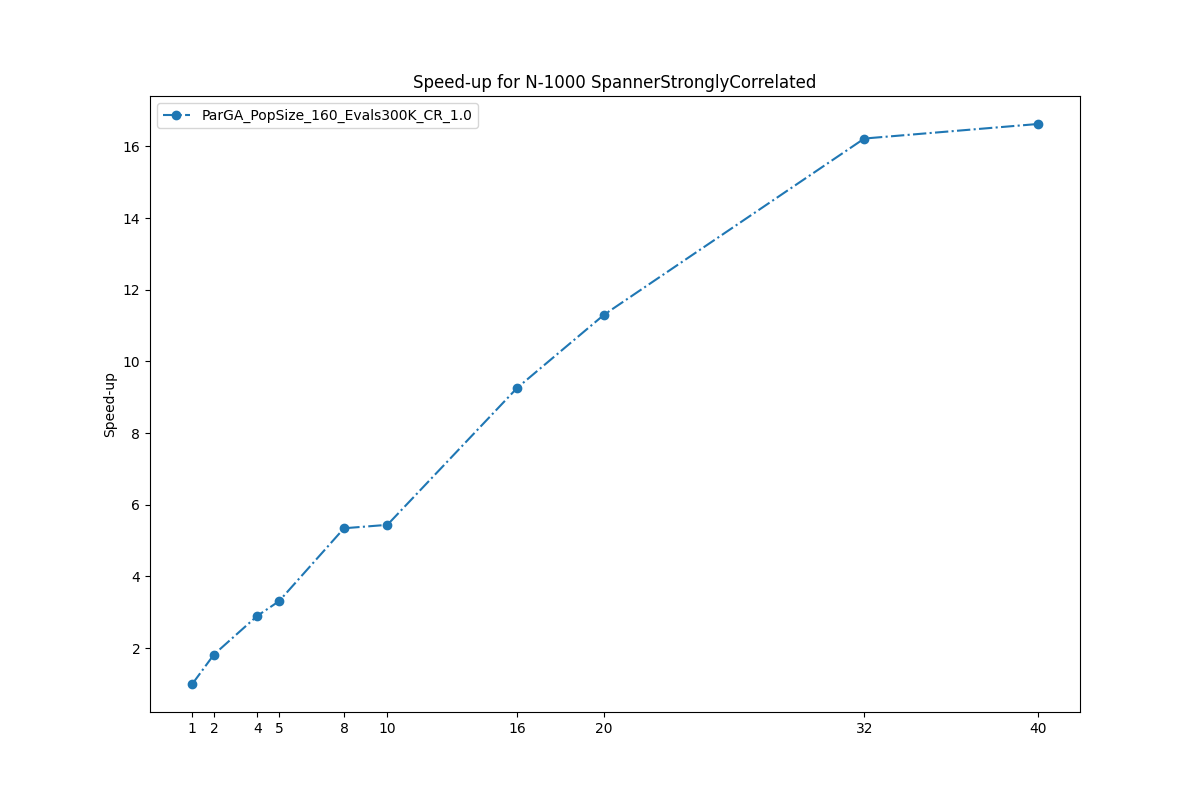 Speed-up for N-1000 SpannerStronglyCorrelated
ParGA_PopSize_160_Evals300K_CR_1.0
16
14
12
10
8
6
4
2
Speed-up
1 2 4 5 8 10 16 20 32 40